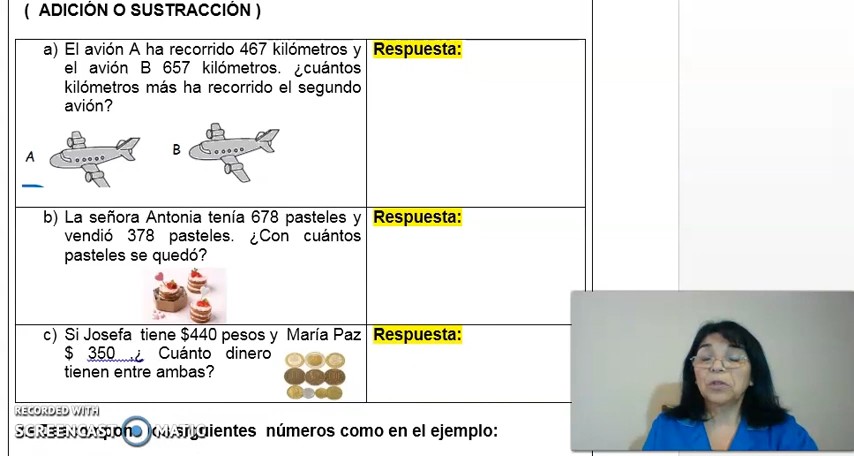 ( ADICIÓN O SUSTRACCIÓN )
a) El avión A ha recorrido 467 kilómetros y
el avión B 657 kilómetros. ¿cuántos
kilómetros más ha recorrido el segundo
avión?
Respuesta:
A
B
b) La señora Antonia tenía 678 pasteles y
vendió 378 pasteles. ¿Con cuántos
pasteles se quedó?
Respuesta:
c) Si Josefa tiene $440 pesos y María Paz
$ 350 .¿ Cuánto dinero
tienen entre ambas?
Respuesta:
RECORDED WITH
SCREENCAST MATIC
siguientes números como en el ejemplo: